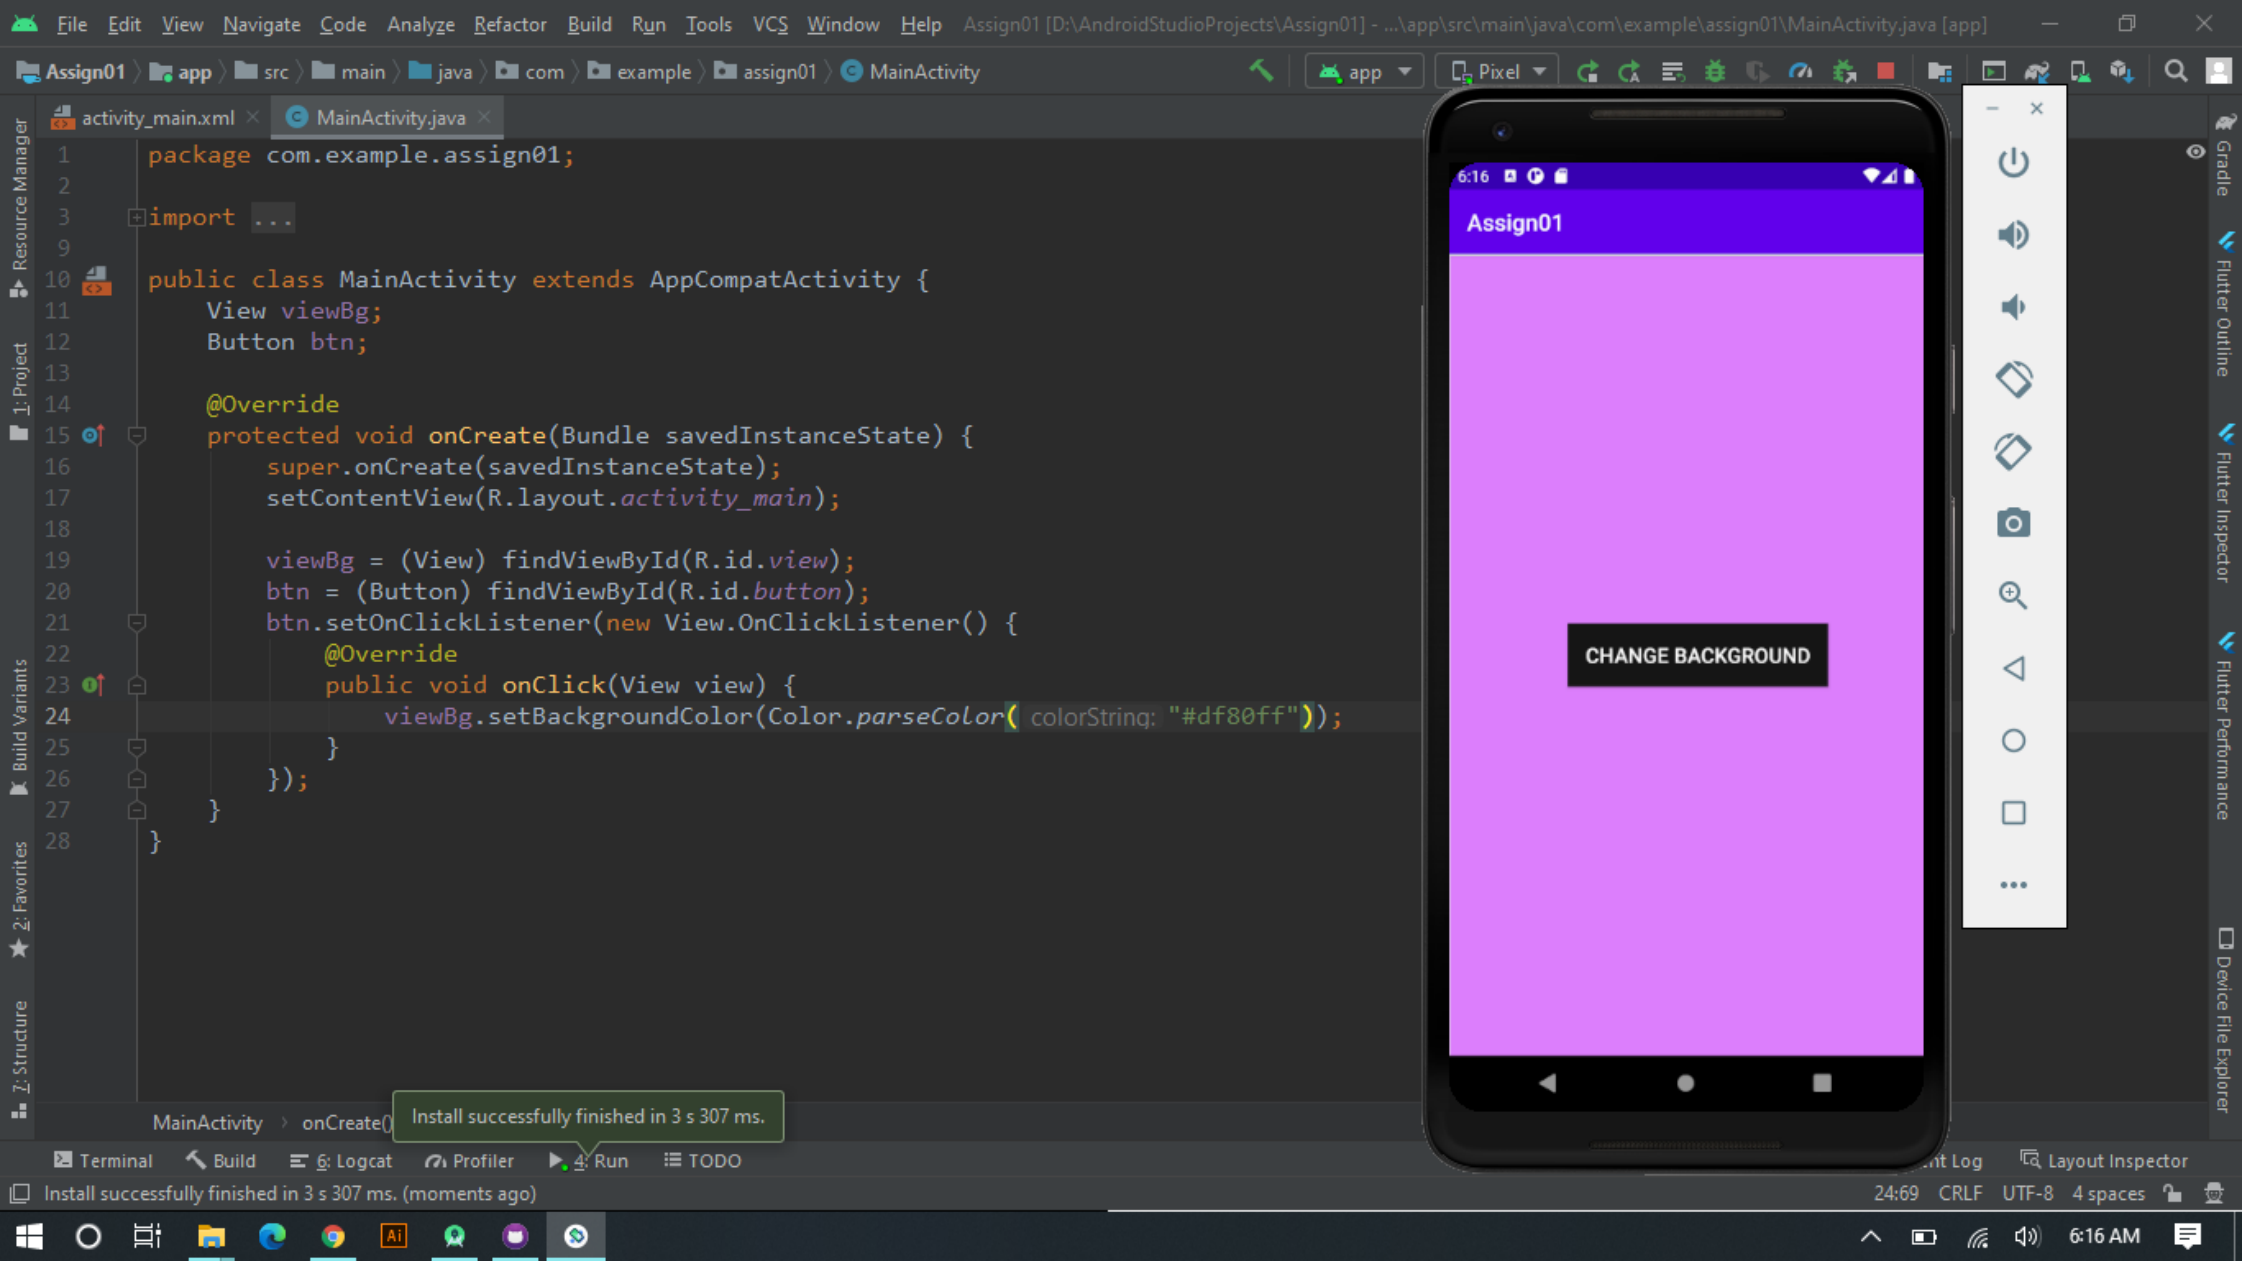 File Edit View Navigate Code Analyze Refactor Build Run Tools VCS Window Help Assign01 [D:\AndroidStudioProjects\Assign01] - ...\app\src\main\java\com\example\assign01\MainActivity.java [app]
Assign01 app src main java com example assign01 MainActivity app Pixel
activity_main.xml MainActivity.java
1 package com.example.assign01;
2
3 import ...
9
10 public class MainActivity extends AppCompatActivity {
11 View viewBg;
12 Button btn;
13
14 @Override
15 protected void onCreate(Bundle savedInstanceState) {
16 super.onCreate(savedInstanceState);
17 setContentView(R.layout.activity_main);
18
19 viewBg = (View) findViewById(R.id.view);
20 btn = (Button) findViewById(R.id.button);
21 btn.setOnClickListener(new View.OnClickListener() {
22 @Override
23 public void onClick(View view) {
24 viewBg.setBackgroundColor(Color.parseColor( colorString: "#df80ff"));
25 }
26 });
27 }
28 }
Resource Manager
1: Project
Build Variants
2: Favorites
7: Structure
6:16
Assign01
CHANGE BACKGROUND
Gradle
Flutter Outline
Flutter Inspector
Flutter Performance
Device File Explorer
MainActivity onCreate()
Install successfully finished in 3 s 307 ms.
Terminal Build 6: Logcat Profiler 4: Run TODO nt Log Layout Inspector
Install successfully finished in 3 s 307 ms. (moments ago) 24:69 CRLF UTF-8 4 spaces
Ai 6:16 AM